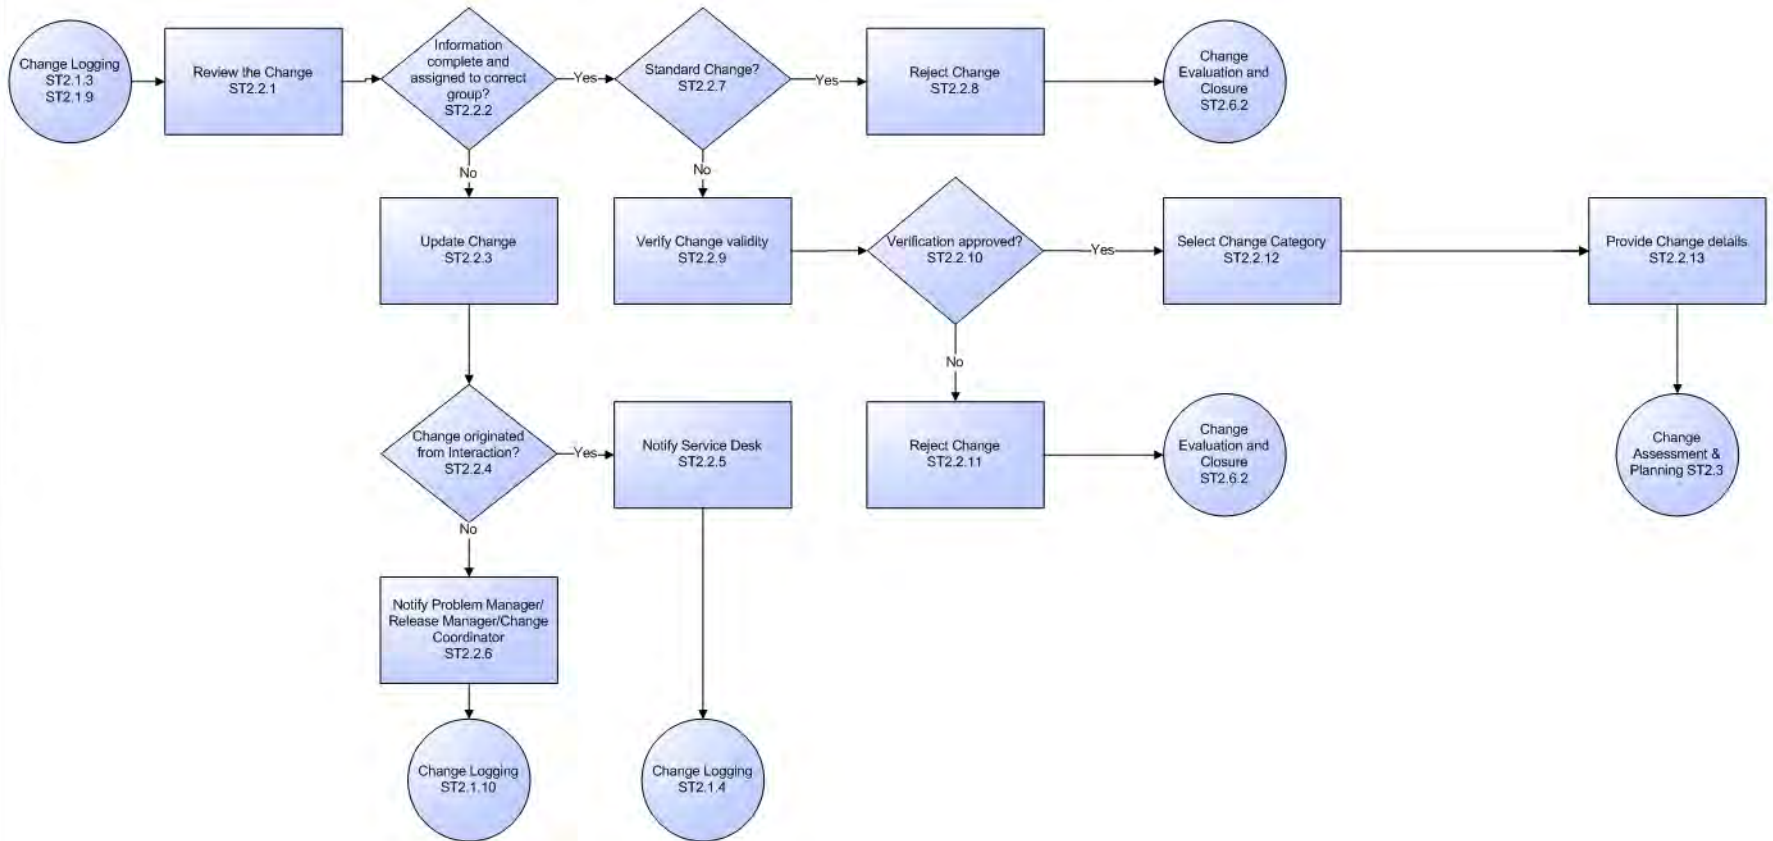 Change Logging
ST2.1.3
ST2.1.9
Review the Change
ST2.2.1
Information
complete and
assigned to correct
group?
ST2.2.2
Yes
Standard Change?
ST2.2.7
Yes
Reject Change
ST2.2.8
Change
Evaluation and
Closure
ST2.6.2
No
No
Update Change
ST2.2.3
Verify Change validity
ST2.2.9
Verification approved?
ST2.2.10
Yes
Select Change Category
ST2.2.12
Provide Change details
ST2.2.13
No
Change originated
from Interaction?
ST2.2.4
Yes
Notify Service Desk
ST2.2.5
Reject Change
ST2.2.11
Change
Evaluation and
Closure
ST2.6.2
Change
Assessment &
Planning ST2.3
No
Notify Problem Manager/
Release Manager/Change
Coordinator
ST2.2.6
Change Logging
ST2.1.10
Change Logging
ST2.1.4